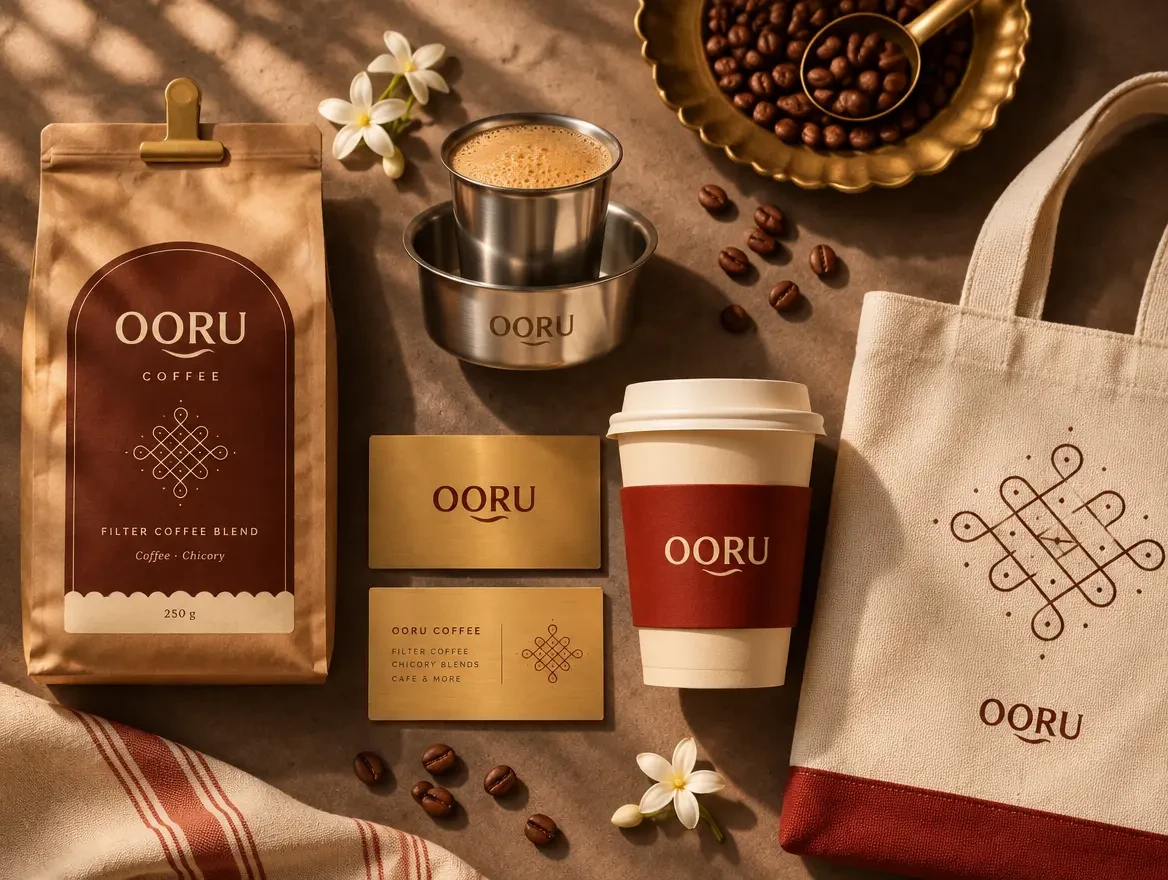 OORU
COFFEE
FILTER COFFEE BLEND
Coffee · Chicory
250 g
OORU
OORU
OORU COFFEE
FILTER COFFEE
CHICORY BLENDS
CAFE & MORE
OORU
OORU